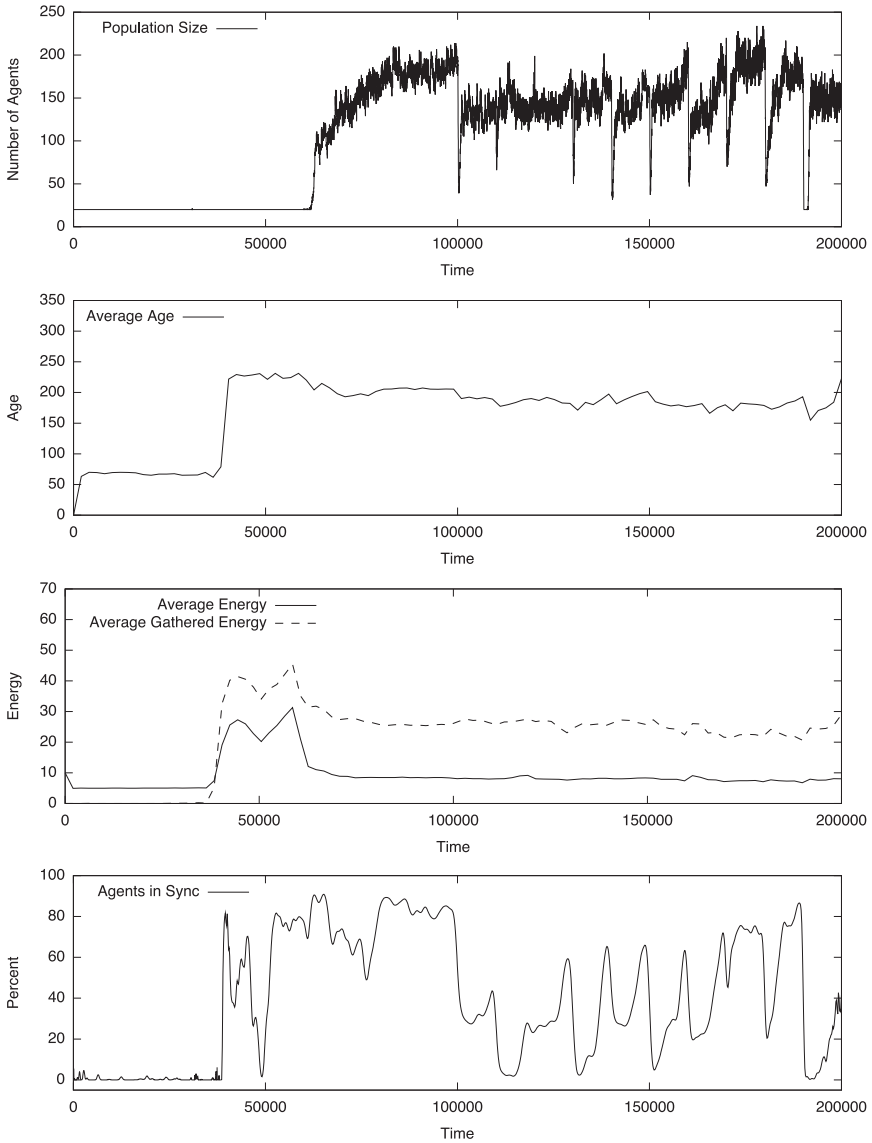 Population Size
Number of Agents
250
200
150
100
50
0
0 50000 100000 150000 200000
Time
Average Age
Age
350
300
250
200
150
100
50
0
0 50000 100000 150000 200000
Time
Average Energy
Average Gathered Energy
Energy
70
60
50
40
30
20
10
0
0 50000 100000 150000 200000
Time
Agents in Sync
Percent
100
80
60
40
20
0
0 50000 100000 150000 200000
Time